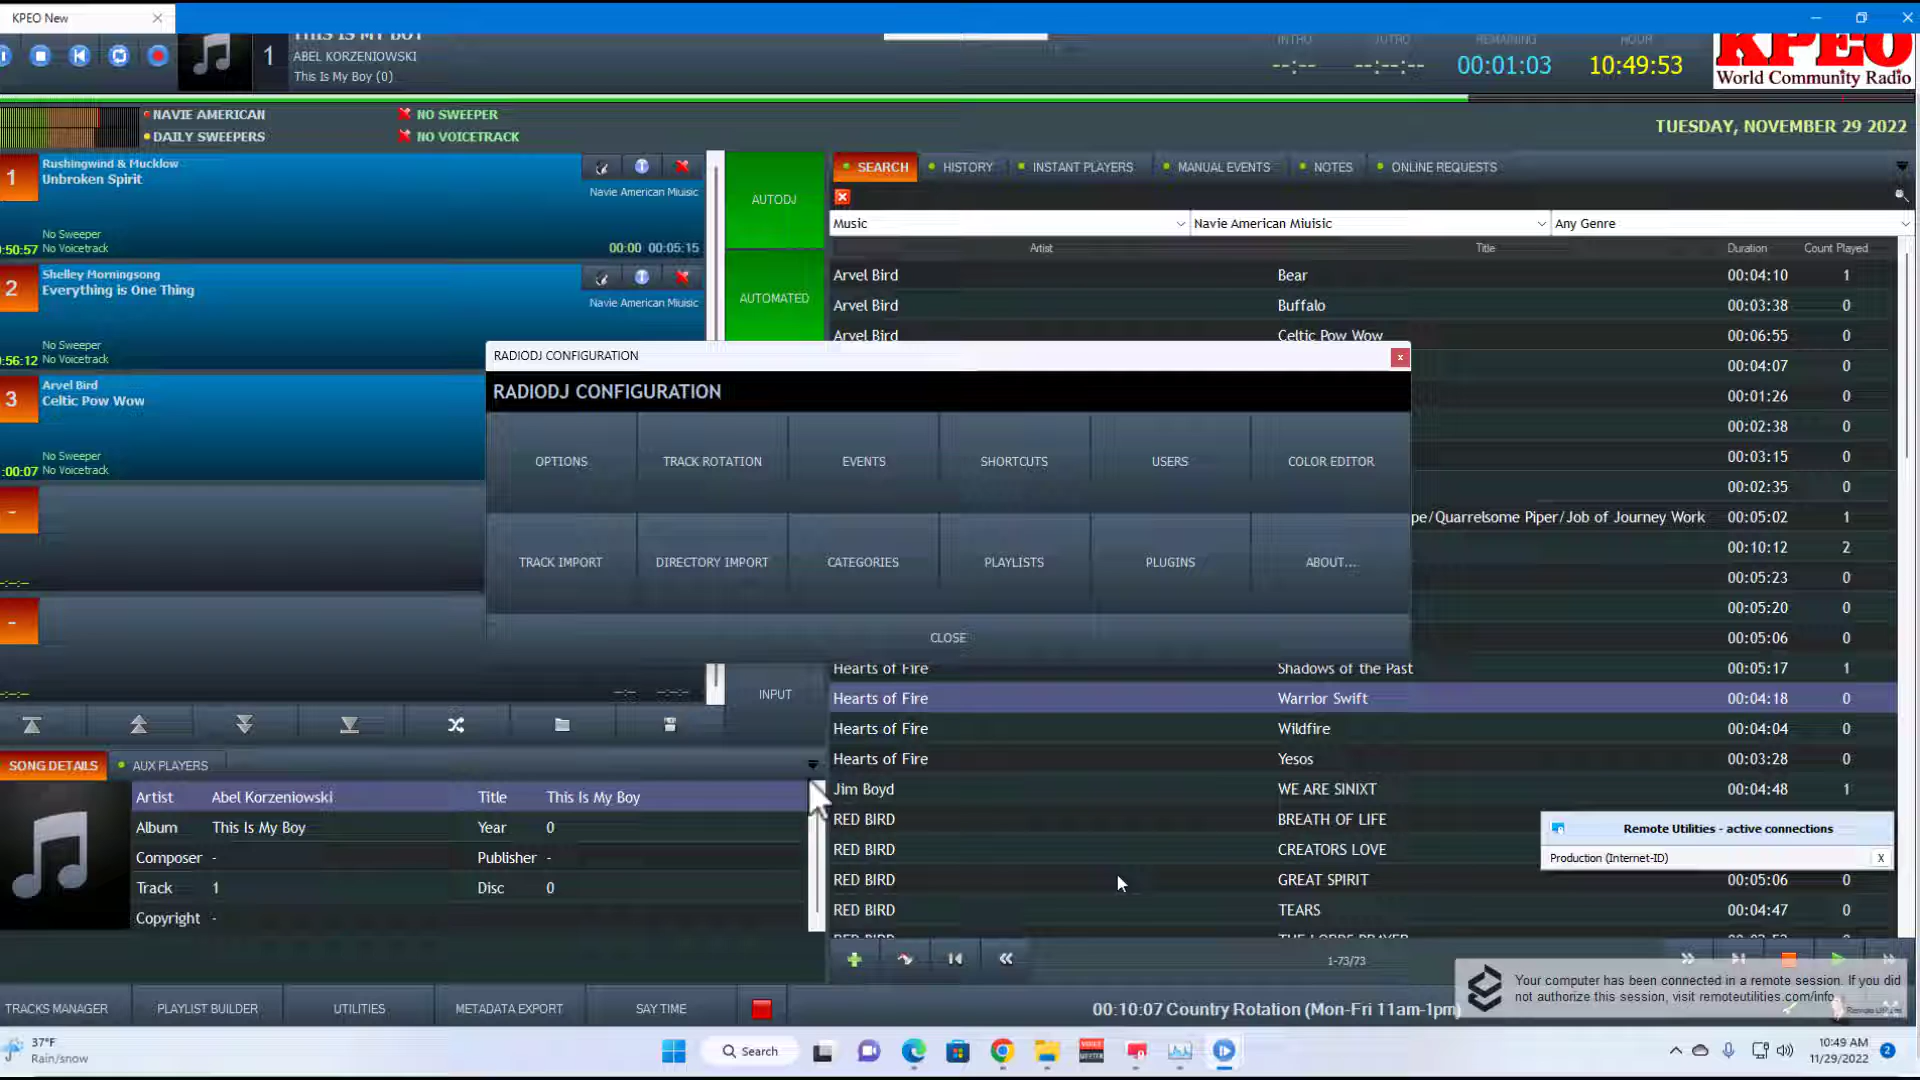 KPEO New
THIS IS MY BOY
1
ABEL KORZENIOWSKI
This Is My Boy (0)
INTRO
OUTRO
REMAINING
HOUR
--:--
--:--:--
00:01:03
10:49:53
KPEO
World Community Radio
NAVIE AMERICAN
NO SWEEPER
DAILY SWEEPERS
NO VOICETRACK
TUESDAY, NOVEMBER 29 2022
1
Rushingwind & Mucklow
Unbroken Spirit
Navie American Miuisic
No Sweeper
:50:57
No Voicetrack
00:00 00:05:15
2
Shelley Morningsong
Everything is One Thing
Navie American Miuisic
No Sweeper
:56:12
No Voicetrack
3
Arvel Bird
Celtic Pow Wow
No Sweeper
:00:07
No Voicetrack
-
--:--
-
--:--
--:-- --:--:--
AUTODJ
AUTOMATED
INPUT
SEARCH
HISTORY
INSTANT PLAYERS
MANUAL EVENTS
NOTES
ONLINE REQUESTS
Music
Navie American Miuisic
Any Genre
Artist
Title
Duration
Count Played
Arvel Bird Bear 00:04:10 1
Arvel Bird Buffalo 00:03:38 0
Arvel Bird Celtic Pow Wow 00:06:55 0
00:04:07 0
00:01:26 0
00:02:38 0
00:03:15 0
00:02:35 0
pe/Quarrelsome Piper/Job of Journey Work 00:05:02 1
00:10:12 2
00:05:23 0
00:05:20 0
00:05:06 0
Hearts of Fire Shadows of the Past 00:05:17 1
Hearts of Fire Warrior Swift 00:04:18 0
Hearts of Fire Wildfire 00:04:04 0
Hearts of Fire Yesos 00:03:28 0
Jim Boyd WE ARE SINIXT 00:04:48 1
RED BIRD BREATH OF LIFE
RED BIRD CREATORS LOVE
RED BIRD GREAT SPIRIT 00:05:06 0
RED BIRD TEARS 00:04:47 0
RED BIRD THE LORDS PRAYER
1-73/73
RADIODJ CONFIGURATION
RADIODJ CONFIGURATION
OPTIONS
TRACK ROTATION
EVENTS
SHORTCUTS
USERS
COLOR EDITOR
TRACK IMPORT
DIRECTORY IMPORT
CATEGORIES
PLAYLISTS
PLUGINS
ABOUT...
CLOSE
SONG DETAILS
AUX PLAYERS
Artist Abel Korzeniowski Title This Is My Boy
Album This Is My Boy Year 0
Composer - Publisher -
Track 1 Disc 0
Copyright -
Remote Utilities - active connections
Production (Internet-ID)
X
Your computer has been connected in a remote session. If you did
not authorize this session, visit remoteutilities.com/info.
Remote Utilities
TRACKS MANAGER
PLAYLIST BUILDER
UTILITIES
METADATA EXPORT
SAY TIME
00:10:07 Country Rotation (Mon-Fri 11am-1pm)
37°F
Rain/snow
Search
10:49 AM
11/29/2022
2